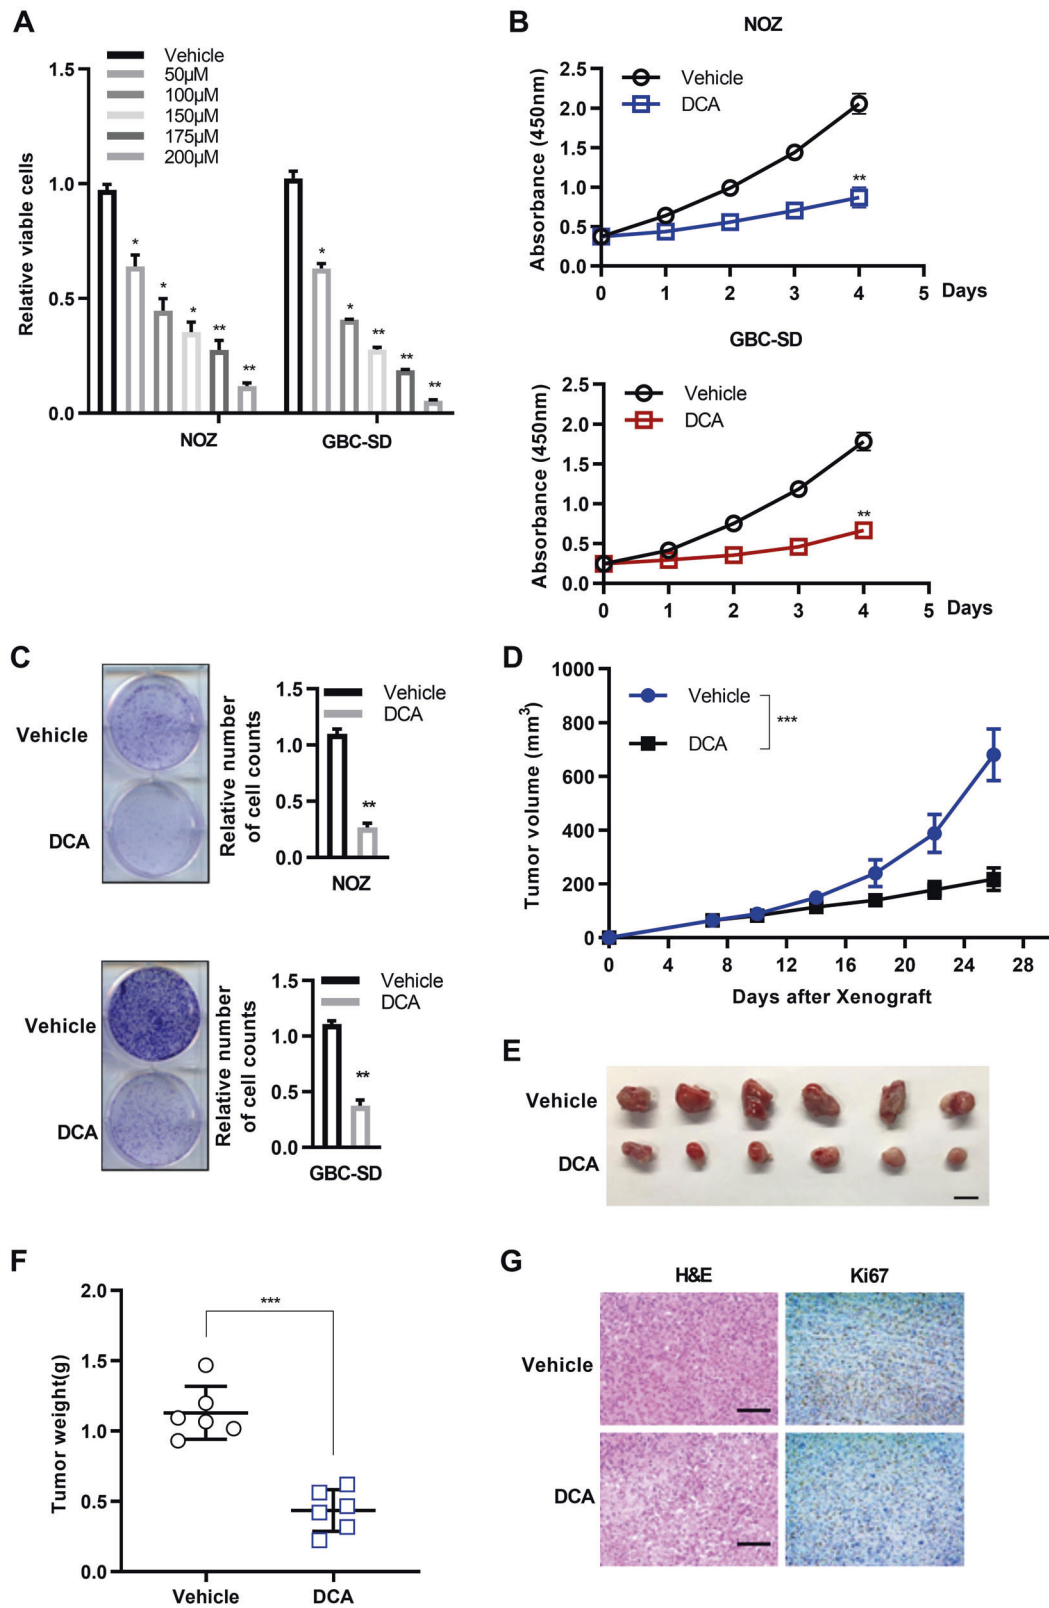 A
Vehicle
50μM
100μM
150μM
175μM
200μM
Relative viable cells
1.5
1.0
0.5
0.0
*
*
*
**
**
*
*
**
**
**
NOZ
GBC-SD
B
NOZ
Absorbance (450nm)
2.5
2.0
1.5
1.0
0.5
0.0
Vehicle
DCA
**
0
1
2
3
4
5
Days
GBC-SD
Absorbance (450nm)
2.5
2.0
1.5
1.0
0.5
0.0
Vehicle
DCA
**
0
1
2
3
4
5
Days
C
Vehicle
DCA
Relative number
of cell counts
1.5
1.0
0.5
0.0
Vehicle
DCA
**
NOZ
Vehicle
DCA
Relative number
of cell counts
1.5
1.0
0.5
0.0
Vehicle
DCA
**
GBC-SD
D
Tumor volume (mm³)
1000
800
600
400
200
0
Vehicle
DCA
***
0
4
8
12
16
20
24
28
Days after Xenograft
E
Vehicle
DCA
F
Tumor weight(g)
2.0
1.5
1.0
0.5
0.0
***
Vehicle
DCA
G
H&E
Ki67
Vehicle
DCA